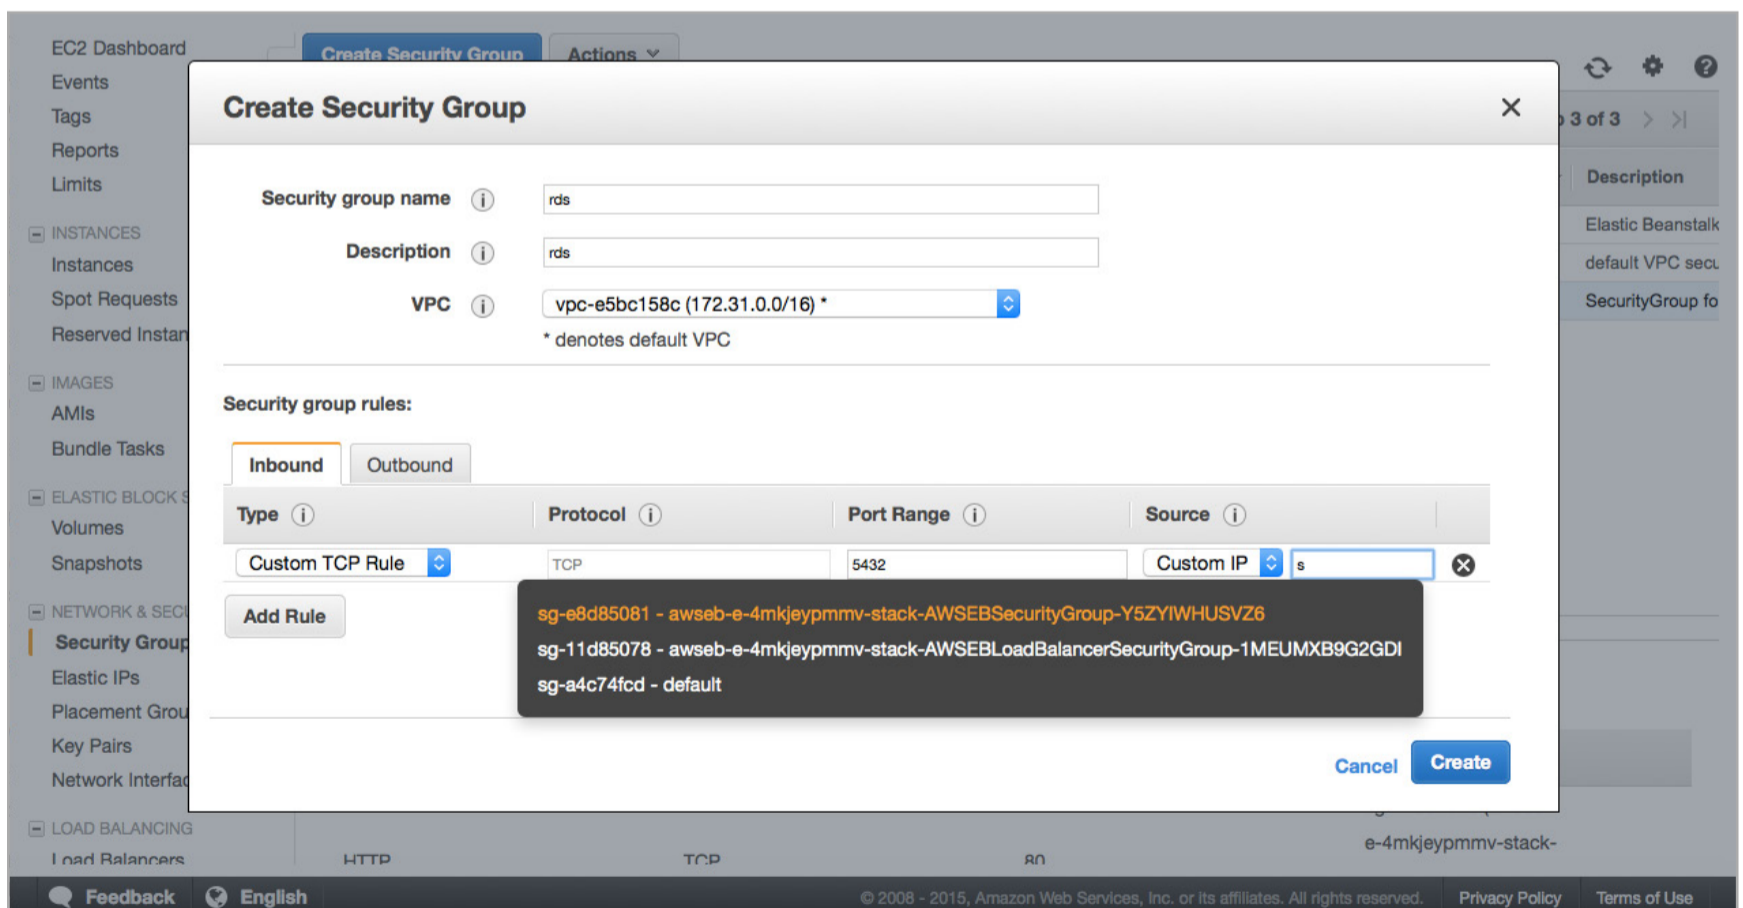 EC2 Dashboard
Events
Tags
Reports
Limits
INSTANCES
Instances
Spot Requests
Reserved Instan
IMAGES
AMIs
Bundle Tasks
ELASTIC BLOCK S
Volumes
Snapshots
NETWORK & SECU
Security Group
Elastic IPs
Placement Grou
Key Pairs
Network Interfac
LOAD BALANCING
Load Balancers
Create Security Group Actions
3 of 3
Description
Elastic Beanstalk
default VPC secu
SecurityGroup fo
Create Security Group
Security group name i rds
Description i rds
VPC i vpc-e5bc158c (172.31.0.0/16) *
* denotes default VPC
Security group rules:
Inbound Outbound
Type i Protocol i Port Range i Source i
Custom TCP Rule TCP 5432 Custom IP s
Add Rule
sg-e8d85081 - awseb-e-4mkjeypmmv-stack-AWSEBSecurityGroup-Y5ZYIWHUSVZ6
sg-11d85078 - awseb-e-4mkjeypmmv-stack-AWSEBLoadBalancerSecurityGroup-1MEUMXB9G2GDI
sg-a4c74fcd - default
Cancel Create
e-4mkjeypmmv-stack-
HTTP TCP 80
Feedback English © 2008 - 2015, Amazon Web Services, Inc. or its affiliates. All rights reserved. Privacy Policy Terms of Use